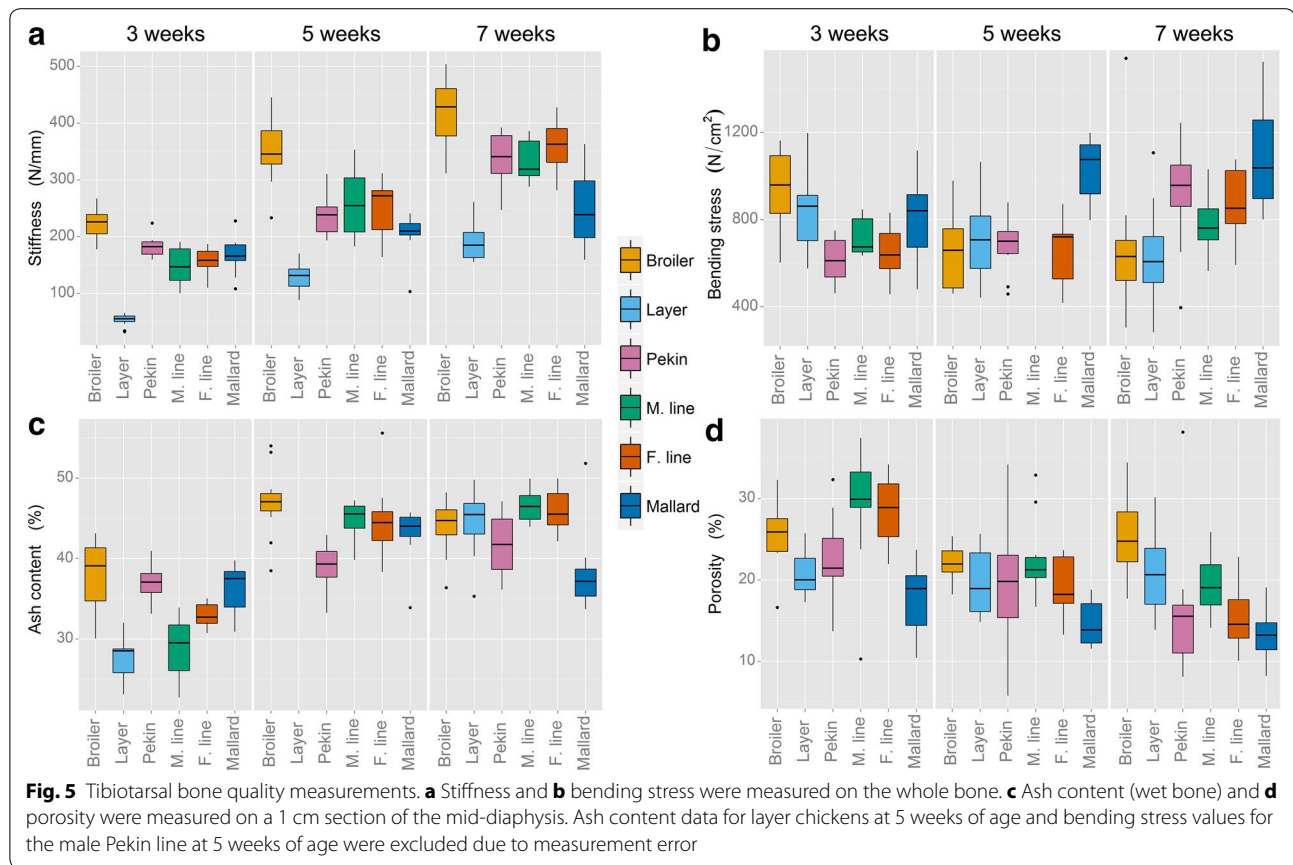 a
3 weeks
5 weeks
7 weeks
Stiffness (N/mm)
500
400
300
200
100
Broiler
Layer
Pekin
M. line
F. line
Mallard
Broiler
Layer
Pekin
M. line
F. line
Mallard
Broiler
Layer
Pekin
M. line
F. line
Mallard
b
3 weeks
5 weeks
7 weeks
Bending stress (N/cm²)
1200
800
400
Broiler
Layer
Pekin
M. line
F. line
Mallard
Broiler
Layer
Pekin
M. line
F. line
Mallard
Broiler
Layer
Pekin
M. line
F. line
Mallard
Broiler
Layer
Pekin
M. line
F. line
Mallard
c
Ash content (%)
50
40
30
Broiler
Layer
Pekin
M. line
F. line
Mallard
Broiler
Layer
Pekin
M. line
F. line
Mallard
Broiler
Layer
Pekin
M. line
F. line
Mallard
d
Porosity (%)
30
20
10
Broiler
Layer
Pekin
M. line
F. line
Mallard
Broiler
Layer
Pekin
M. line
F. line
Mallard
Broiler
Layer
Pekin
M. line
F. line
Mallard
Fig. 5 Tibiotarsal bone quality measurements. a Stiffness and b bending stress were measured on the whole bone. c Ash content (wet bone) and d
porosity were measured on a 1 cm section of the mid-diaphysis. Ash content data for layer chickens at 5 weeks of age and bending stress values for
the male Pekin line at 5 weeks of age were excluded due to measurement error